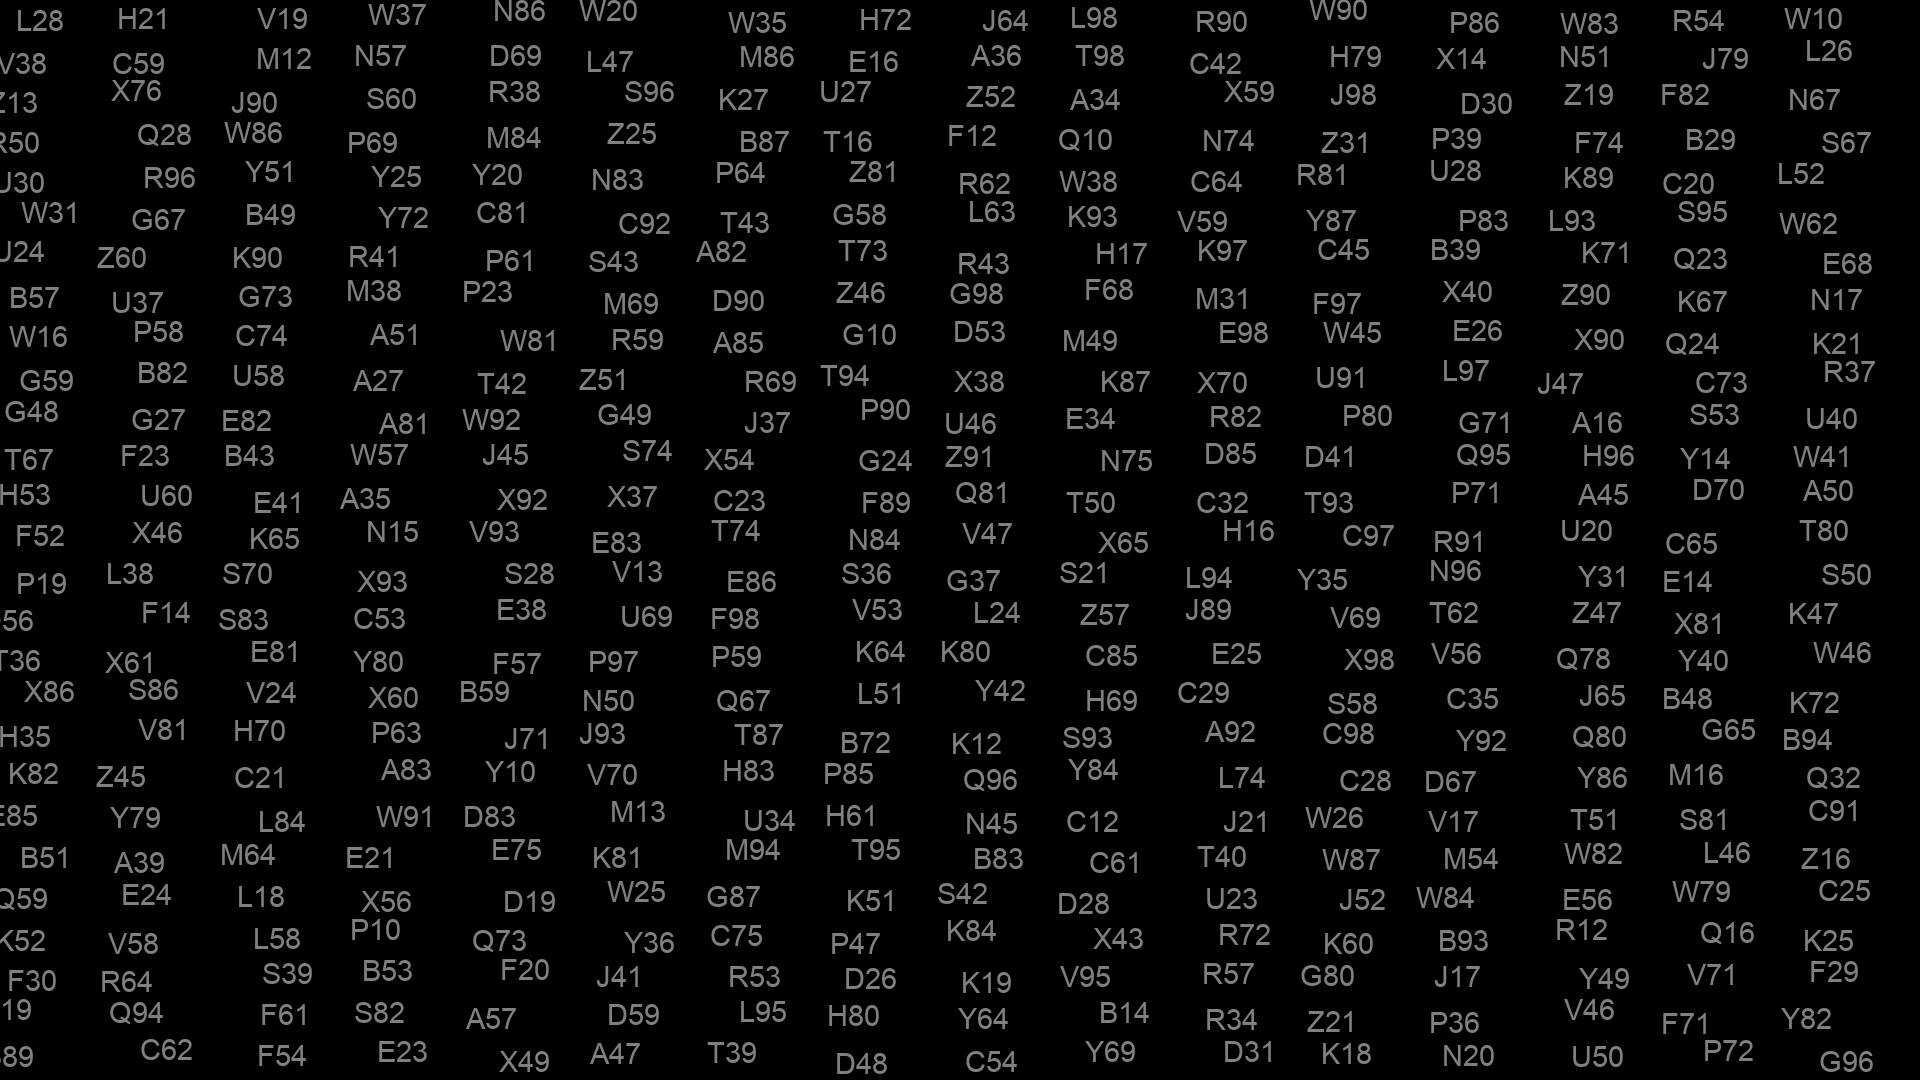 L28 H21 V19 W37 N86 W20 W35 H72 J64 L98 R90 W90 P86 W83 R54 W10
V38 C59 M12 N57 D69 L47 M86 E16 A36 T98 C42 H79 X14 N51 J79 L26
Z13 X76 J90 S60 R38 S96 K27 U27 Z52 A34 X59 J98 D30 Z19 F82 N67
R50 Q28 W86 P69 M84 Z25 B87 T16 F12 Q10 N74 Z31 P39 F74 B29 S67
U30 R96 Y51 Y25 Y20 N83 P64 Z81 R62 W38 C64 R81 U28 K89 C20 L52
W31 G67 B49 Y72 C81 C92 T43 G58 L63 K93 V59 Y87 P83 L93 S95 W62
U24 Z60 K90 R41 P61 S43 A82 T73 R43 H17 K97 C45 B39 K71 Q23 E68
B57 U37 G73 M38 P23 M69 D90 Z46 G98 F68 M31 F97 X40 Z90 K67 N17
W16 P58 C74 A51 W81 R59 A85 G10 D53 M49 E98 W45 E26 X90 Q24 K21
G59 B82 U58 A27 T42 Z51 R69 T94 X38 K87 X70 U91 L97 J47 C73 R37
G48 G27 E82 A81 W92 G49 J37 P90 U46 E34 R82 P80 G71 A16 S53 U40
T67 F23 B43 W57 J45 S74 X54 G24 Z91 N75 D85 D41 Q95 H96 Y14 W41
H53 U60 E41 A35 X92 X37 C23 F89 Q81 T50 C32 T93 P71 A45 D70 A50
F52 X46 K65 N15 V93 E83 T74 N84 V47 X65 H16 C97 R91 U20 C65 T80
P19 L38 S70 X93 S28 V13 E86 S36 G37 S21 L94 Y35 N96 Y31 E14 S50
56 F14 S83 C53 E38 U69 F98 V53 L24 Z57 J89 V69 T62 Z47 X81 K47
T36 X61 E81 Y80 F57 P97 P59 K64 K80 C85 E25 X98 V56 Q78 Y40 W46
X86 S86 V24 X60 B59 N50 Q67 L51 Y42 H69 C29 S58 C35 J65 B48 K72
H35 V81 H70 P63 J71 J93 T87 B72 K12 S93 A92 C98 Y92 Q80 G65 B94
K82 Z45 C21 A83 Y10 V70 H83 P85 Q96 Y84 L74 C28 D67 Y86 M16 Q32
E85 Y79 L84 W91 D83 M13 U34 H61 N45 C12 J21 W26 V17 T51 S81 C91
B51 A39 M64 E21 E75 K81 M94 T95 B83 C61 T40 W87 M54 W82 L46 Z16
Q59 E24 L18 X56 D19 W25 G87 K51 S42 D28 U23 J52 W84 E56 W79 C25
K52 V58 L58 P10 Q73 Y36 C75 P47 K84 X43 R72 K60 B93 R12 Q16 K25
F30 R64 S39 B53 F20 J41 R53 D26 K19 V95 R57 G80 J17 Y49 V71 F29
19 Q94 F61 S82 A57 D59 L95 H80 Y64 B14 R34 Z21 P36 V46 F71 Y82
89 C62 F54 E23 X49 A47 T39 D48 C54 Y69 D31 K18 N20 U50 P72 G96